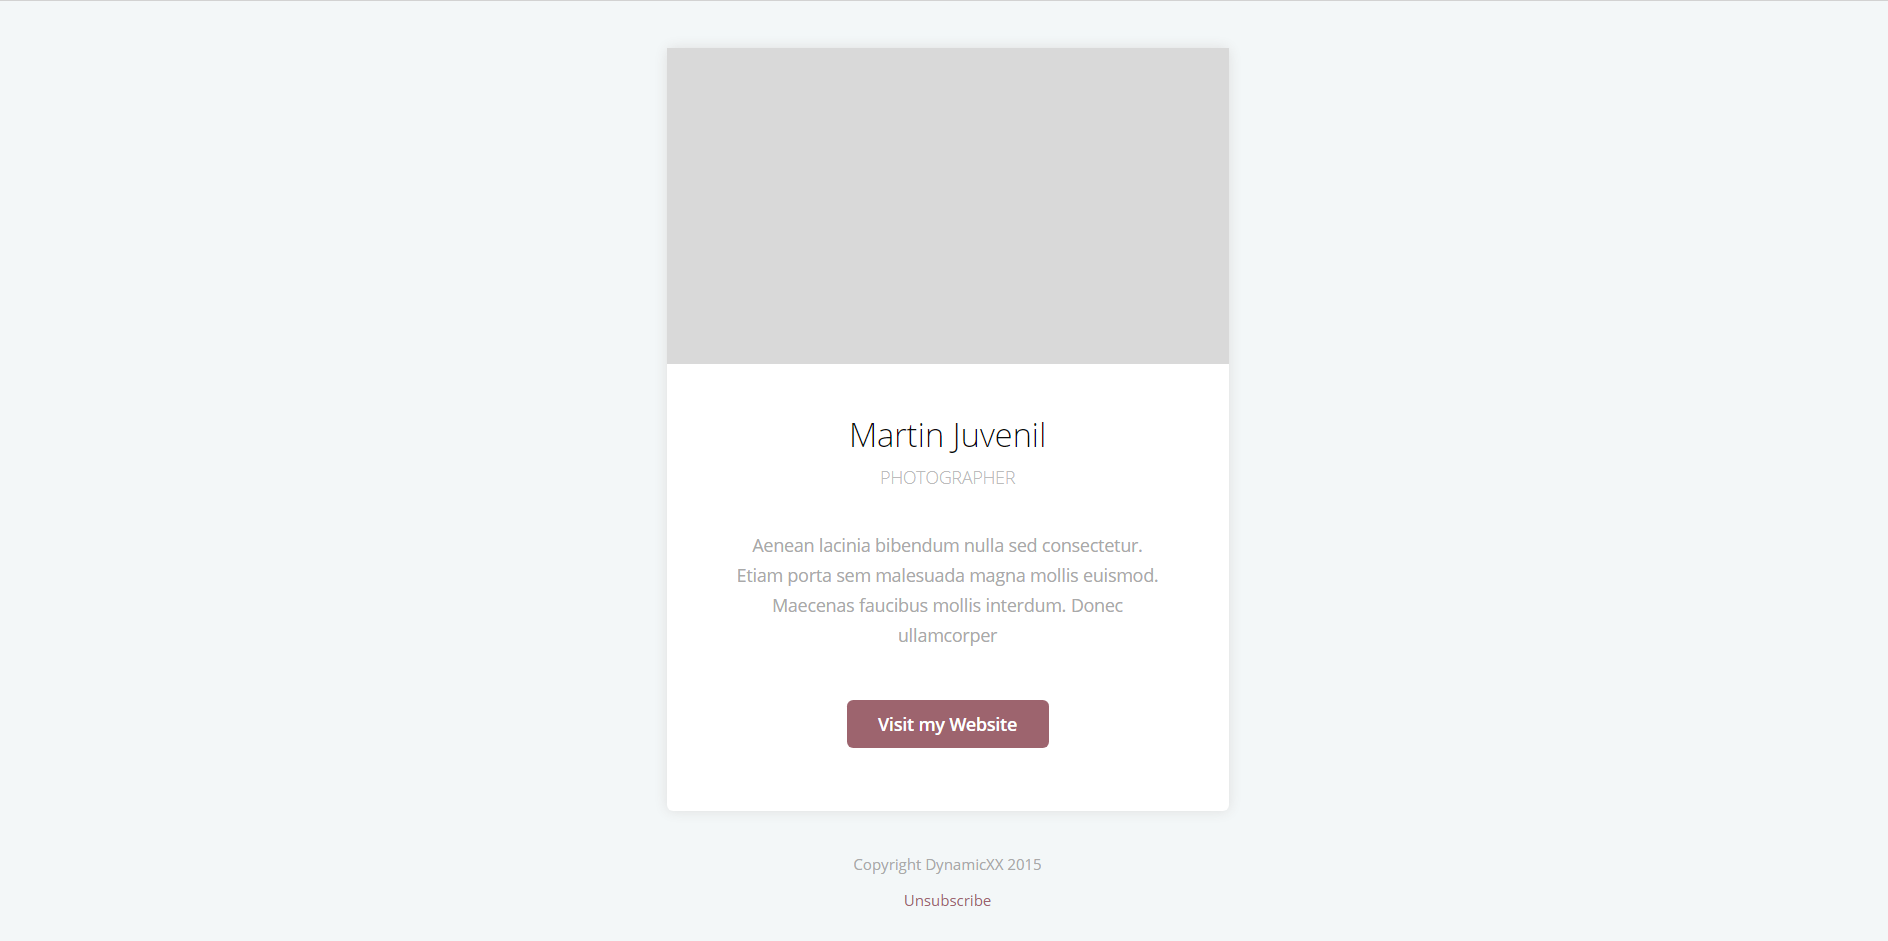 Martin Juvenil
PHOTOGRAPHER
Aenean lacinia bibendum nulla sed consectetur.
Etiam porta sem malesuada magna mollis euismod.
Maecenas faucibus mollis interdum. Donec
ullamcorper
Visit my Website
Copyright DynamicXX 2015
Unsubscribe